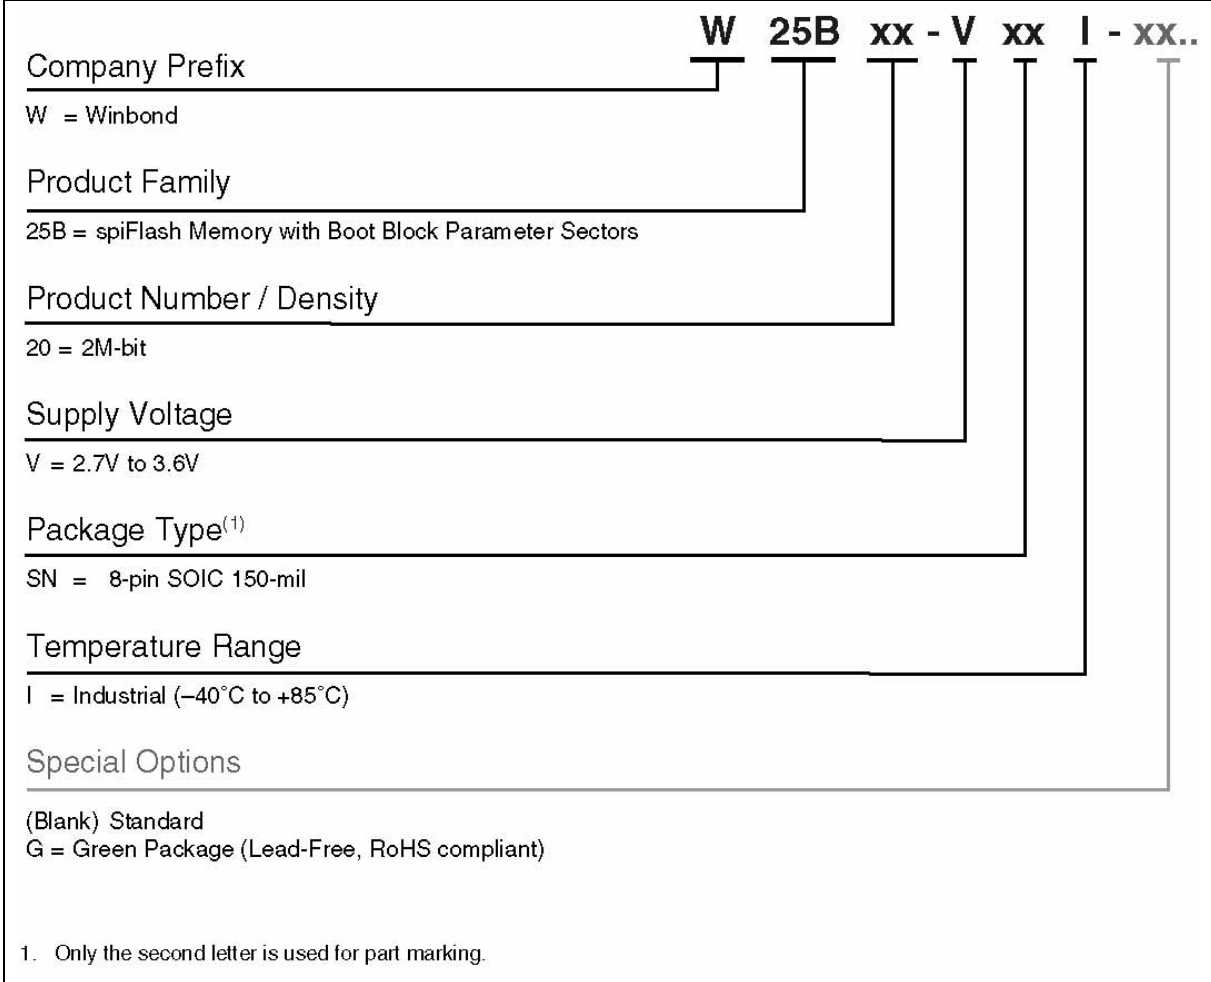 W 25B xx - V xx I - xx..
Company Prefix
W = Winbond
Product Family
25B = spiFlash Memory with Boot Block Parameter Sectors
Product Number / Density
20 = 2M-bit
Supply Voltage
V = 2.7V to 3.6V
Package Type(1)
SN = 8-pin SOIC 150-mil
Temperature Range
I = Industrial (–40°C to +85°C)
Special Options
(Blank) Standard
G = Green Package (Lead-Free, RoHS compliant)
1. Only the second letter is used for part marking.